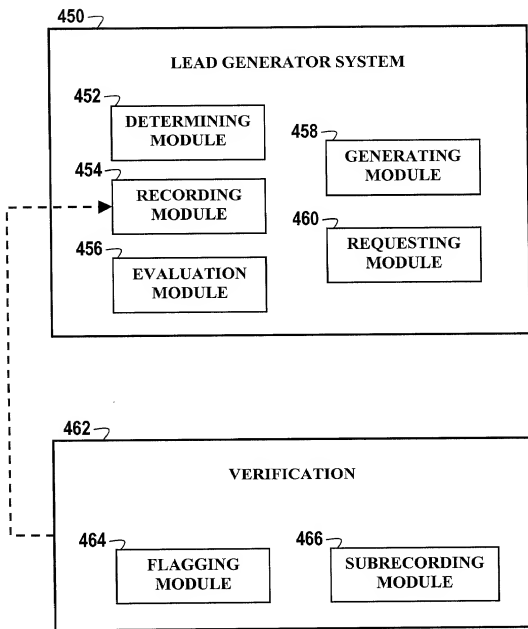 450
LEAD GENERATOR SYSTEM
452
DETERMINING
MODULE
454
RECORDING
MODULE
456
EVALUATION
MODULE
458
GENERATING
MODULE
460
REQUESTING
MODULE
462
VERIFICATION
464
FLAGGING
MODULE
466
SUBRECORDING
MODULE